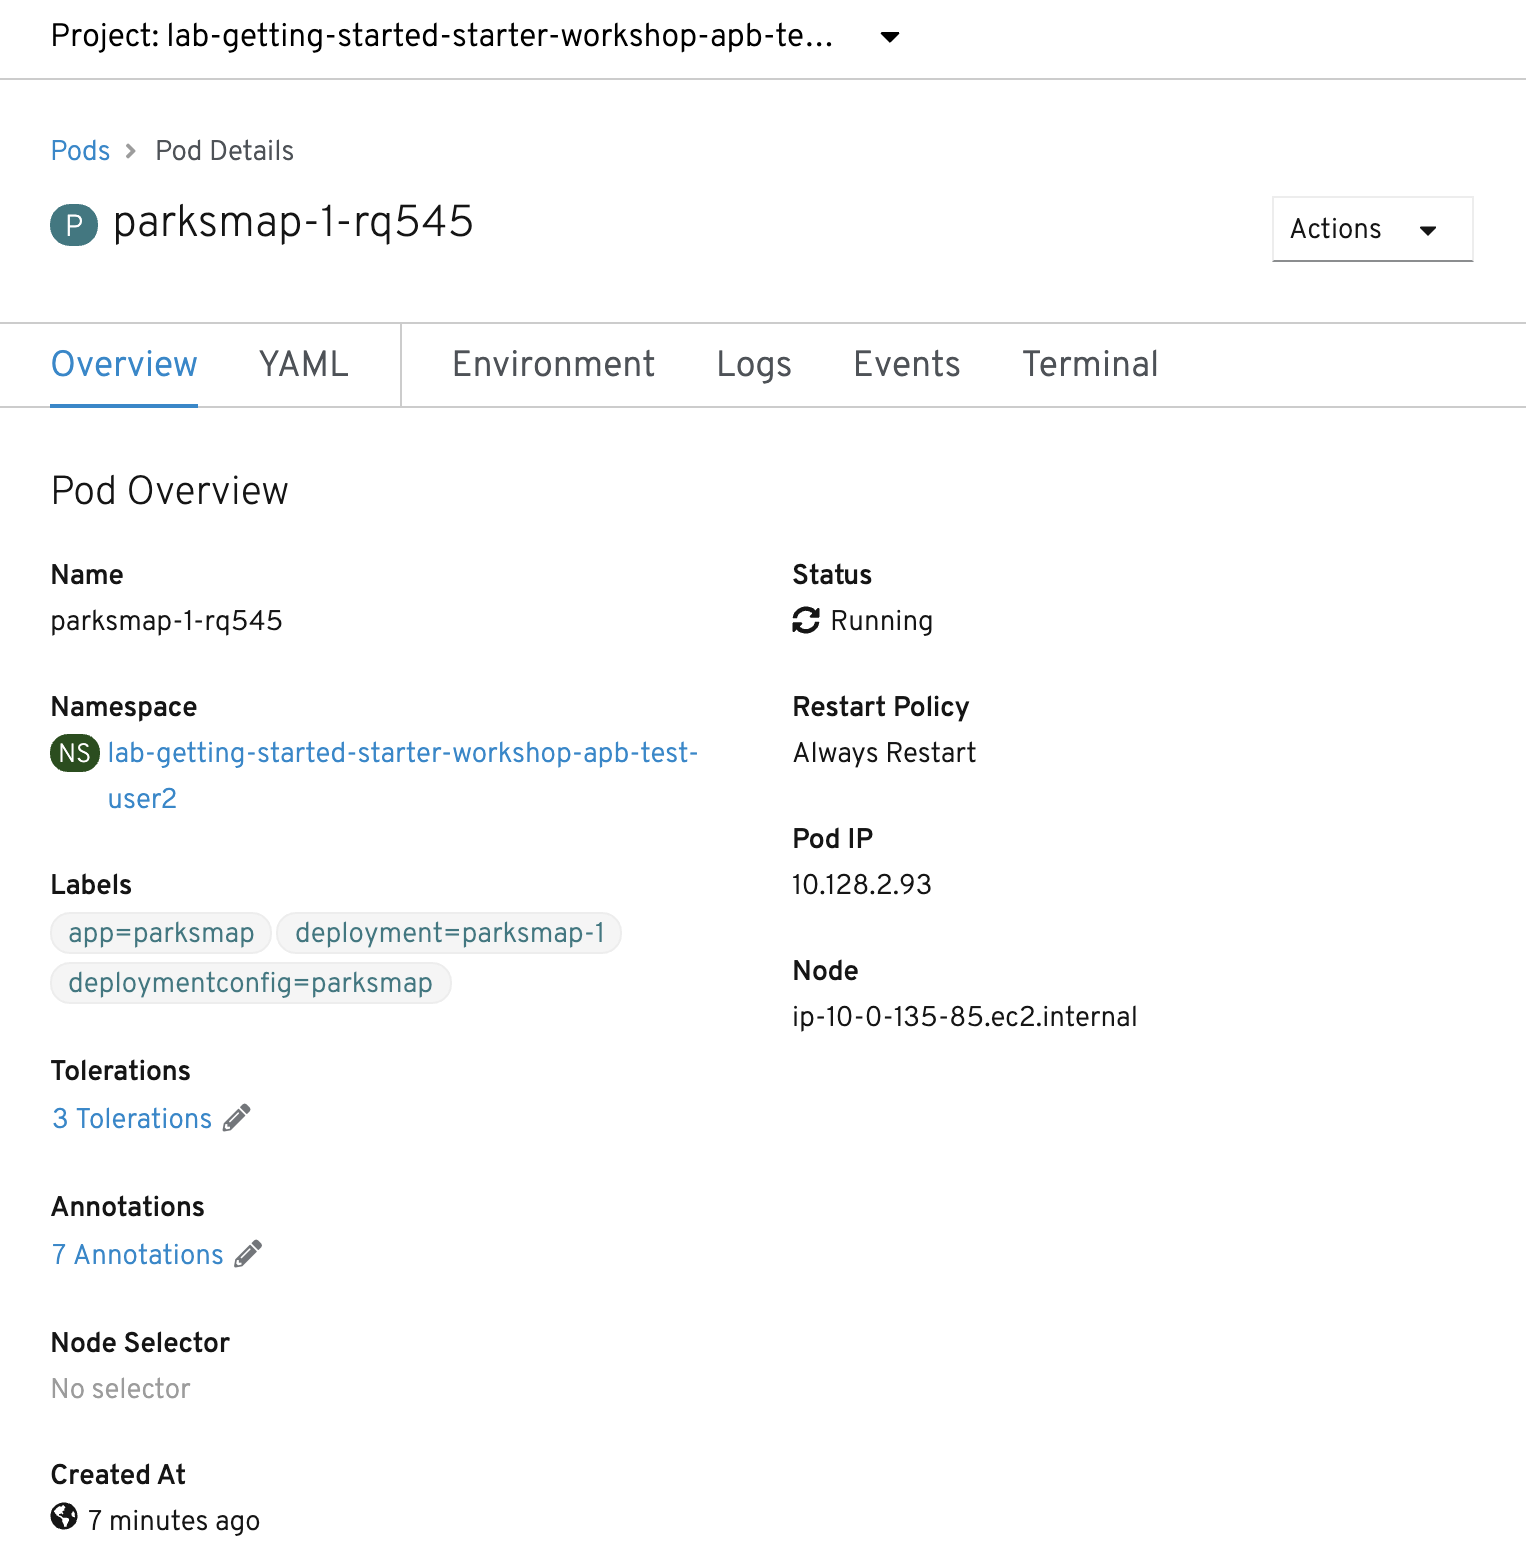 Project: lab-getting-started-starter-workshop-apb-te...
Pods > Pod Details
P parksmap-1-rq545
Actions
Overview YAML Environment Logs Events Terminal
Pod Overview
Name
parksmap-1-rq545
Namespace
NS lab-getting-started-starter-workshop-apb-test-
user2
Labels
app=parksmap deployment=parksmap-1
deploymentconfig=parksmap
Tolerations
3 Tolerations
Annotations
7 Annotations
Node Selector
No selector
Created At
7 minutes ago
Status
Running
Restart Policy
Always Restart
Pod IP
10.128.2.93
Node
ip-10-0-135-85.ec2.internal